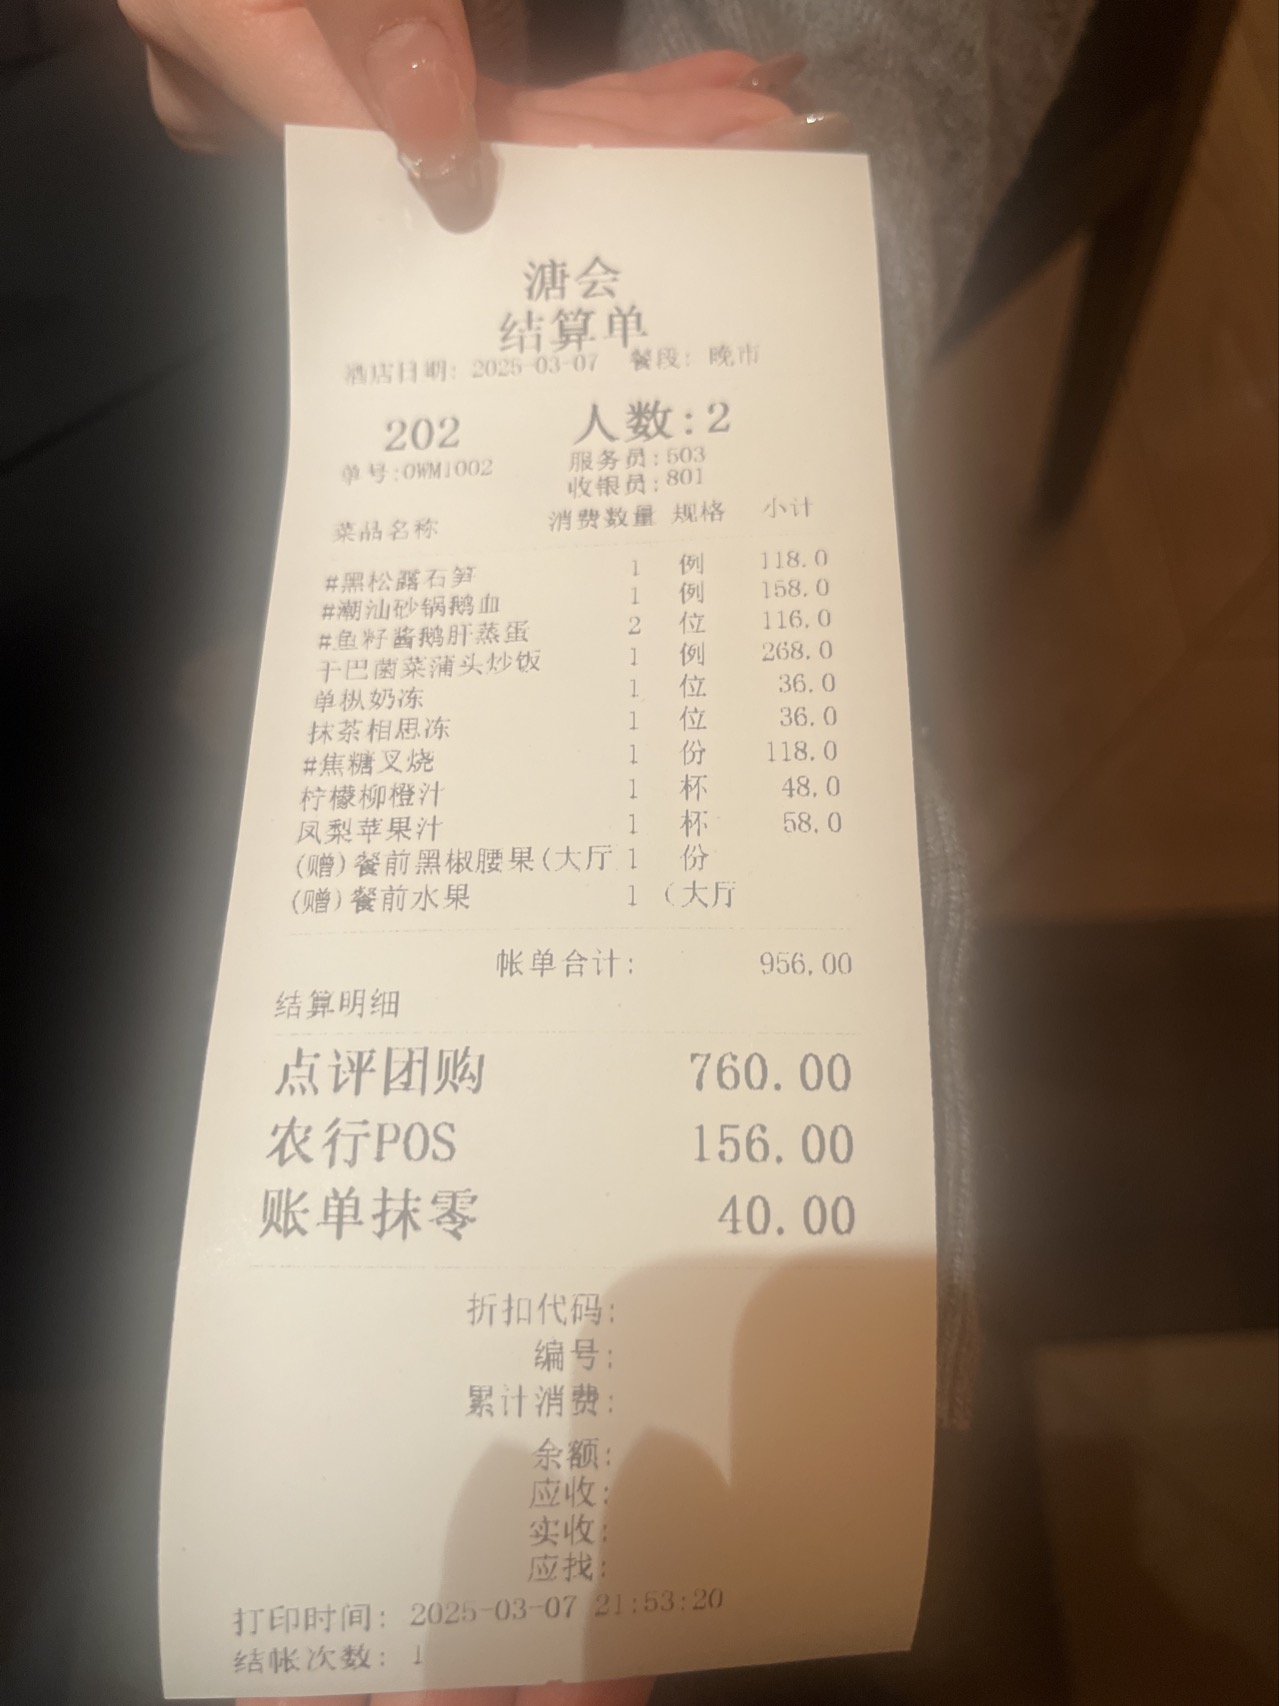 溏会
结算单
酒店日期: 2025-03-07 餐段: 晚市
202 人数:2
单号:0WM1002 服务员:503
收银员:801
菜品名称 消费数量 规格 小计
#黑松露石笋 1 例 118.0
#潮汕砂锅鹅血 1 例 158.0
#鱼籽酱鹅肝蒸蛋 2 位 116.0
干巴菌菜蒲头炒饭 1 例 268.0
单枞奶冻 1 位 36.0
抹茶相思冻 1 位 36.0
#焦糖叉烧 1 份 118.0
柠檬柳橙汁 1 杯 48.0
凤梨苹果汁 1 杯 58.0
(赠)餐前黑椒腰果(大厅 1 份
(赠)餐前水果 1 (大厅
帐单合计: 956.00
结算明细
点评团购 760.00
农行POS 156.00
账单抹零 40.00
折扣代码:
编号:
累计消费:
余额:
应收:
实收:
应找:
打印时间: 2025-03-07 21:53:20
结帐次数: 1